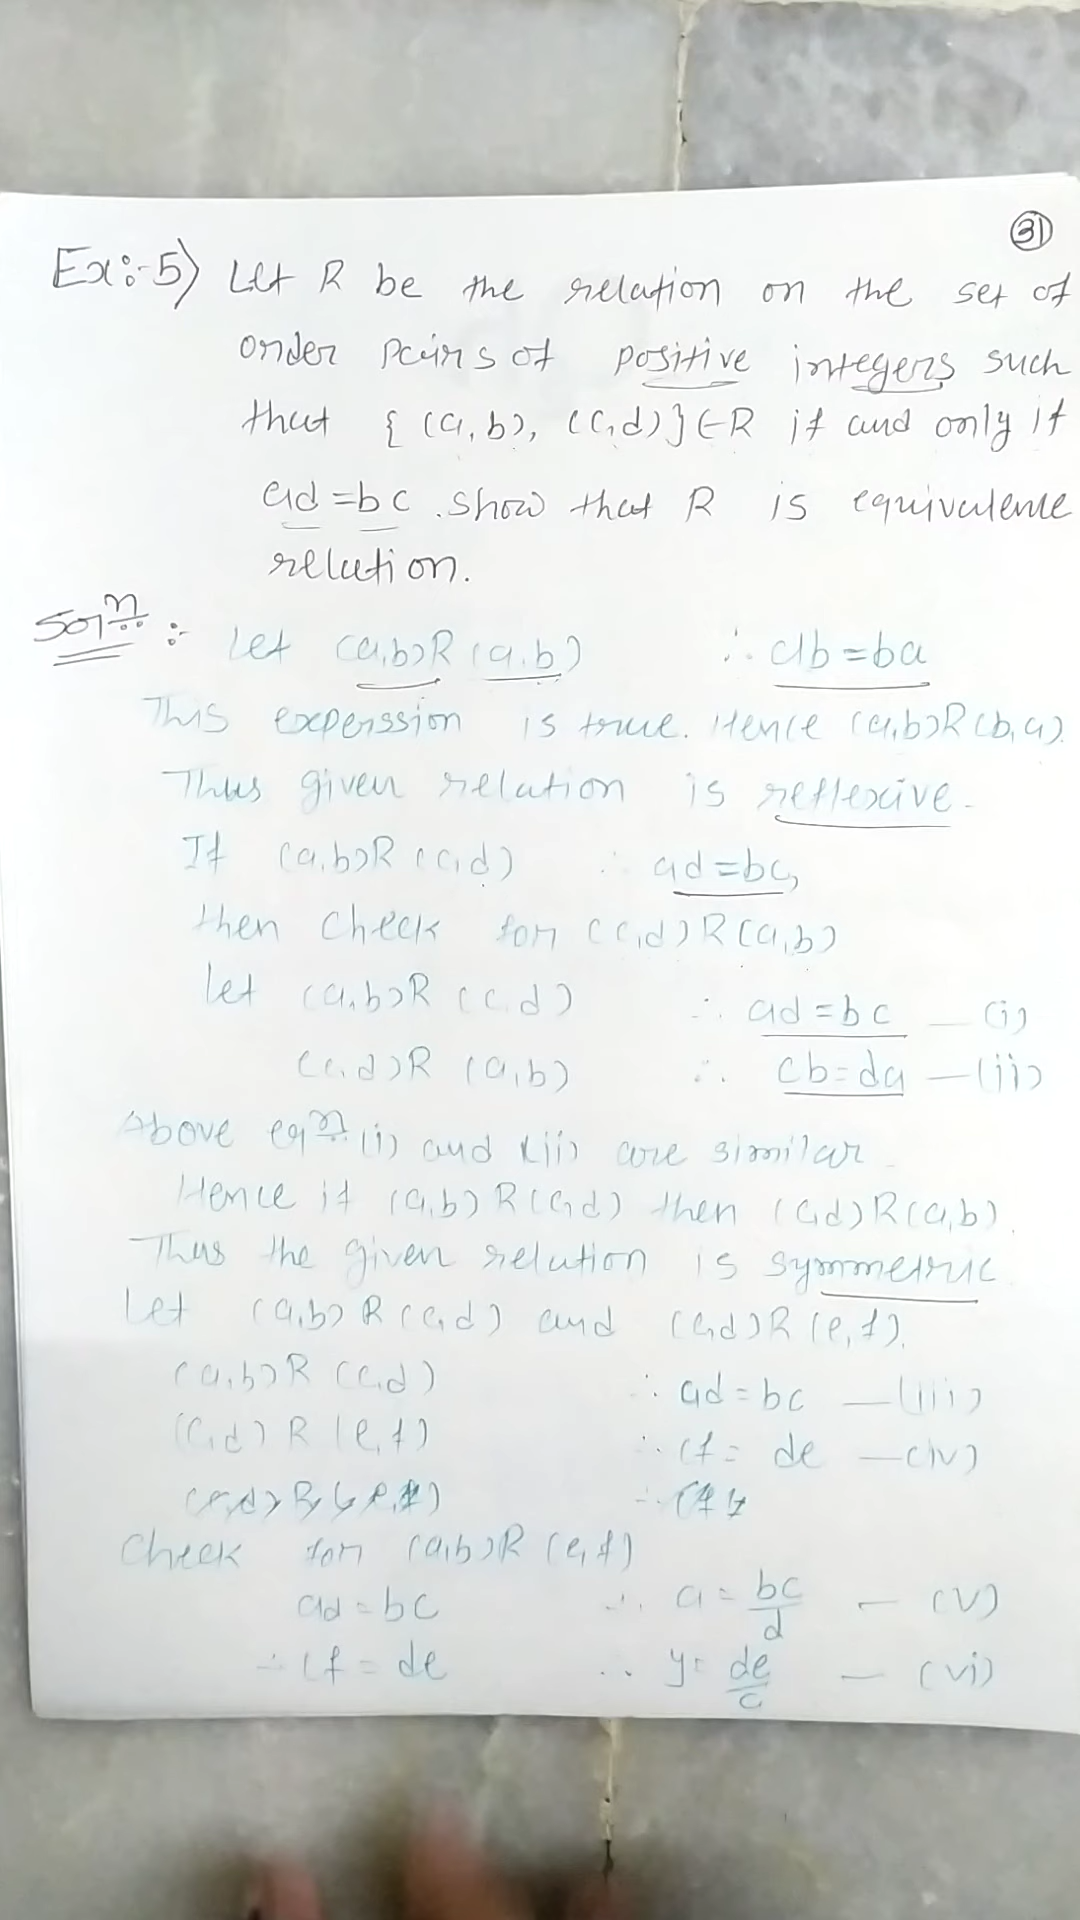 31
Ex:-5) Let R be the relation on the set of
order pairs of positive integers such
that { (a,b), (c,d)} ∈ R if and only if
ad = bc. Show that R is equivalence
relation.
Solⁿ :- Let (a,b)R (a,b) ∴ ab = ba
This experssion is true. Hence (a,b)R(b,a).
Thus given relation is reflexive.
If (a,b)R (c,d) ∴ ad = bc,
then check for (c,d)R(a,b)
let (a,b)R (c,d) ∴ ad = bc — (i)
(c,d)R (a,b) ∴ cb = da — (ii)
Above eqⁿ (i) and (ii) are similar
Hence if (a,b)R(c,d) then (c,d)R(a,b).
Thus the given relation is symmetric
Let (a,b)R(c,d) and (c,d)R(e,f).
(a,b)R (c,d) ∴ ad = bc — (iii)
(c,d) R (e,f) ∴ cf = de — (iv)
Check for (a,b)R (e,f)
ad = bc ∴ a = bc/d — (v)
∴ cf = de ∴ y = de/c — (vi)